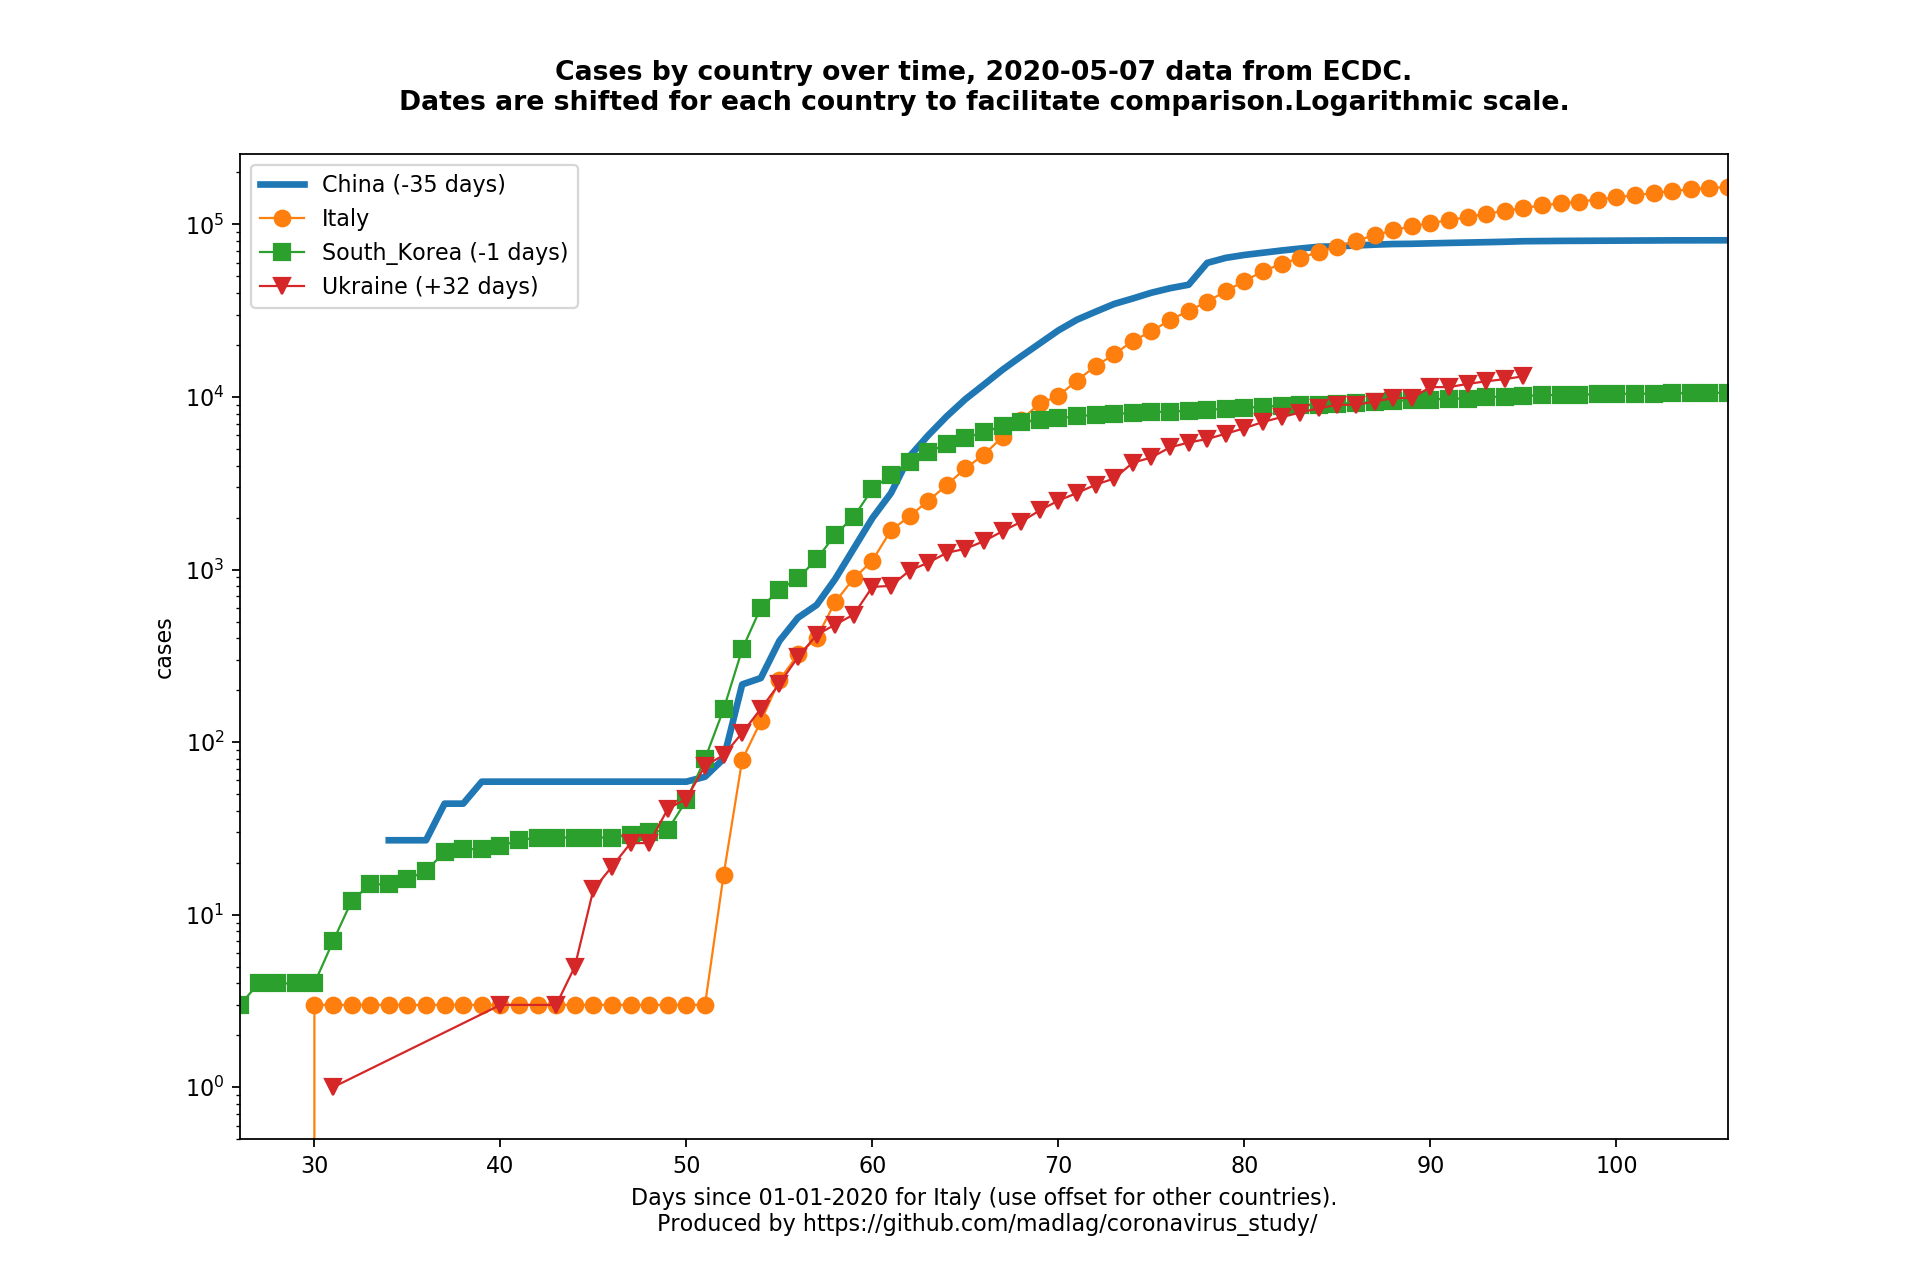 Cases by country over time, 2020-05-07 data from ECDC.
Dates are shifted for each country to facilitate comparison.Logarithmic scale.
China (-35 days)
Italy
South_Korea (-1 days)
Ukraine (+32 days)
10^5
10^4
10^3
10^2
10^1
10^0
cases
30 40 50 60 70 80 90 100
Days since 01-01-2020 for Italy (use offset for other countries).
Produced by https://github.com/madlag/coronavirus_study/